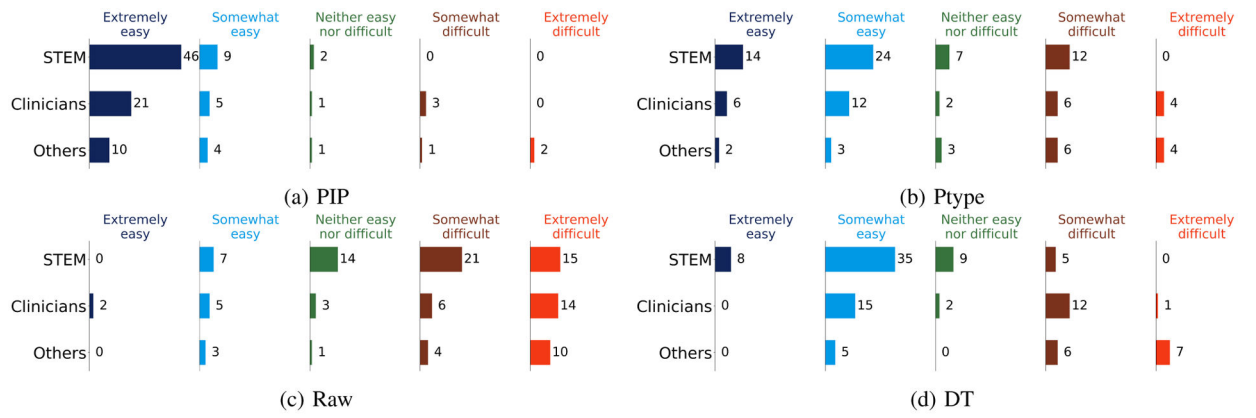 Extremely easy Somewhat easy Neither easy nor difficult Somewhat difficult Extremely difficult
STEM 46 9 2 0 0
Clinicians 21 5 1 3 0
Others 10 4 1 1 2
(a) PIP
Extremely easy Somewhat easy Neither easy nor difficult Somewhat difficult Extremely difficult
STEM 14 24 7 12 0
Clinicians 6 12 2 6 4
Others 2 3 3 6 4
(b) Ptype
Extremely easy Somewhat easy Neither easy nor difficult Somewhat difficult Extremely difficult
STEM 0 7 14 21 15
Clinicians 2 5 3 6 14
Others 0 3 1 4 10
(c) Raw
Extremely easy Somewhat easy Neither easy nor difficult Somewhat difficult Extremely difficult
STEM 8 35 9 5 0
Clinicians 0 15 2 12 1
Others 0 5 0 6 7
(d) DT